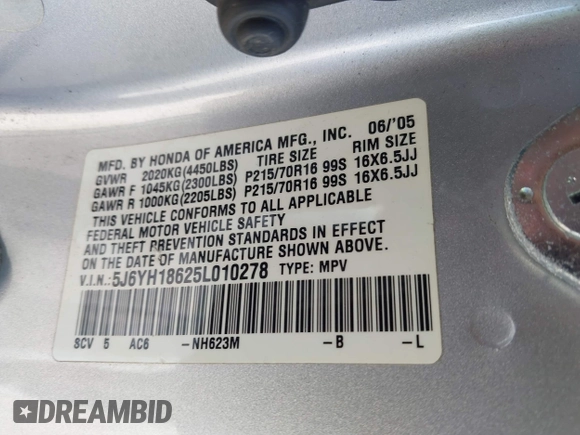 MFD. BY HONDA OF AMERICA MFG., INC. 06/'05
GVWR 2020KG(4450LBS) TIRE SIZE RIM SIZE
GAWR F 1045KG(2300LBS) P215/70R16 99S 16X6.5JJ
GAWR R 1000KG(2205LBS) P215/70R16 99S 16X6.5JJ
THIS VEHICLE CONFORMS TO ALL APPLICABLE
FEDERAL MOTOR VEHICLE SAFETY
AND THEFT PREVENTION STANDARDS IN EFFECT
ON THE DATE OF MANUFACTURE SHOWN ABOVE.
V.I.N.:5J6YH18625L010278 TYPE: MPV
SCV 5 AC6 -NH623M -B -L
DREAMBID